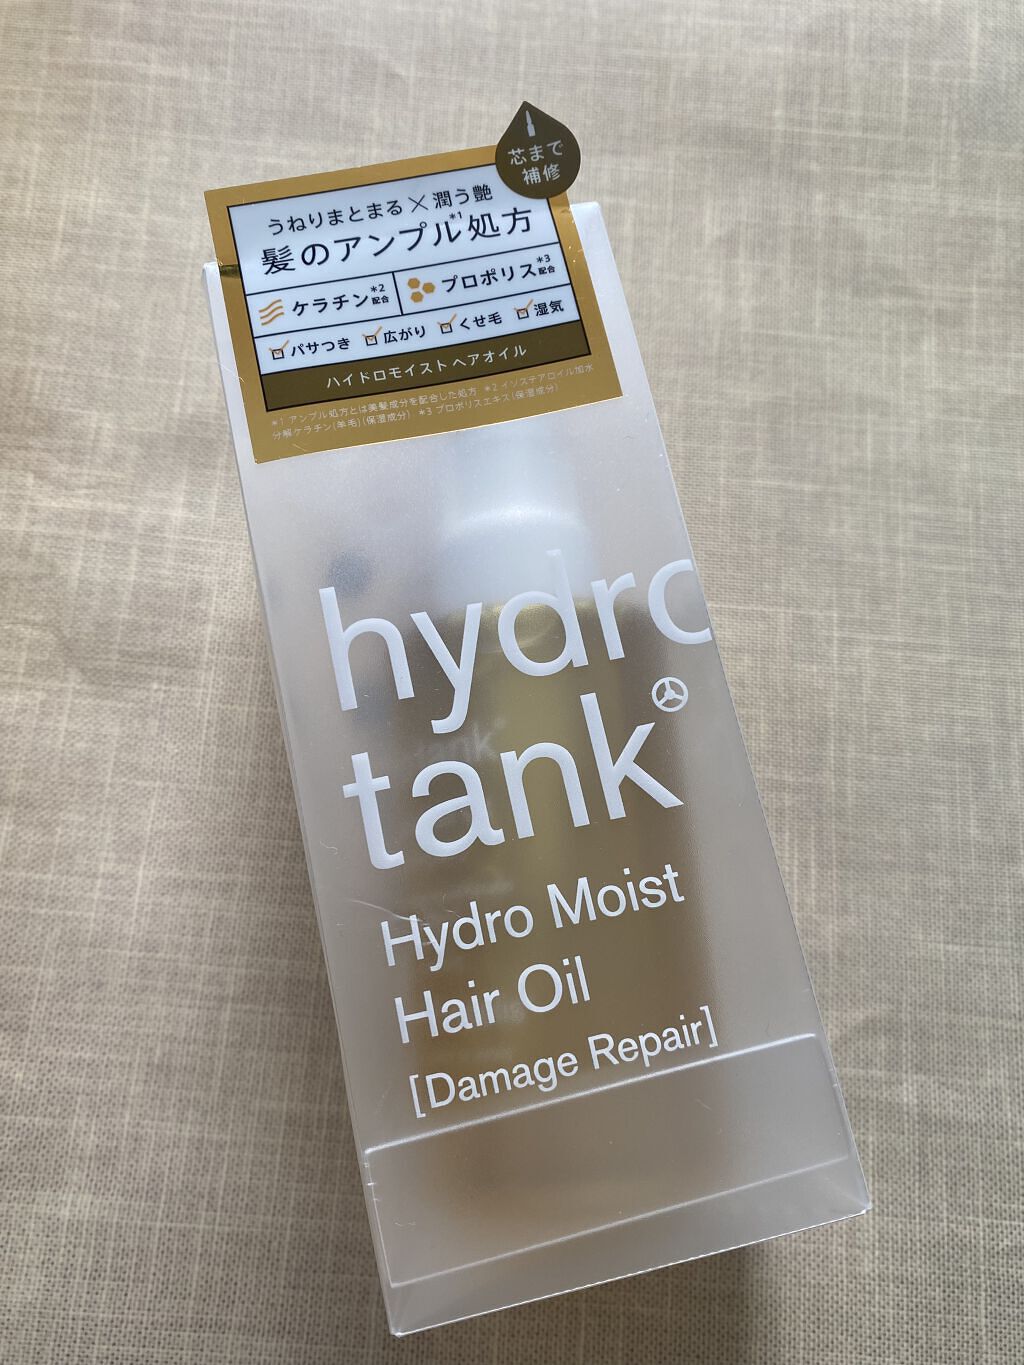 芯まで
補修
うねりまとまる×潤う艶
髪のアンプル*1処方
ケラチン*2配合
プロポリス*3配合
パサつき 広がり くせ毛 湿気
ハイドロモイスト ヘアオイル
*1 アンプル処方とは美髪成分を配合した処方 *2 イソステアロイル加水
分解ケラチン(羊毛)(保湿成分) *3 プロポリスエキス(保湿成分)
hydro
tank
Hydro Moist
Hair Oil
[Damage Repair]